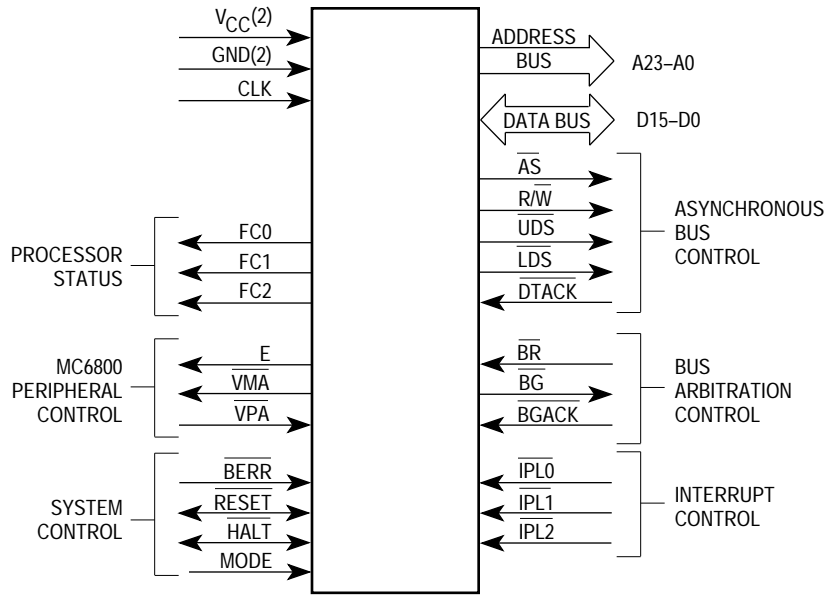 VCC(2)
GND(2)
CLK
ADDRESS
BUS
A23–A0
DATA BUS
D15–D0
AS
R/W
UDS
LDS
DTACK
ASYNCHRONOUS
BUS
CONTROL
PROCESSOR
STATUS
FC0
FC1
FC2
MC6800
PERIPHERAL
CONTROL
E
VMA
VPA
BR
BG
BGACK
BUS
ARBITRATION
CONTROL
SYSTEM
CONTROL
BERR
RESET
HALT
MODE
IPL0
IPL1
IPL2
INTERRUPT
CONTROL